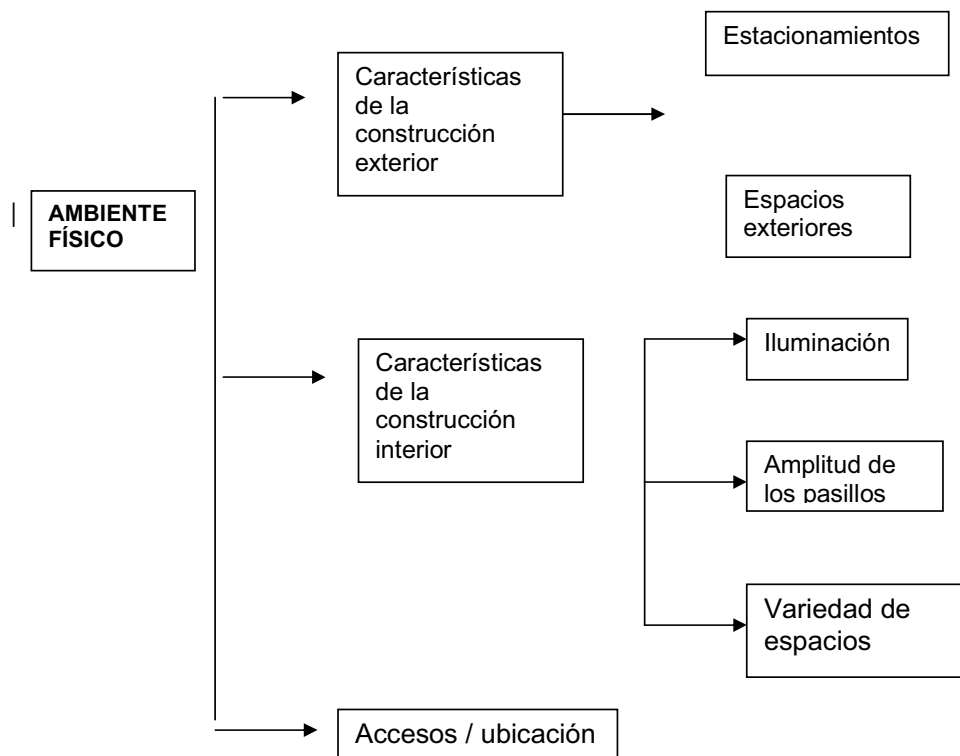 AMBIENTE
FÍSICO
Características
de la
construcción
exterior
Estacionamientos
Espacios
exteriores
Características
de la
construcción
interior
Iluminación
Amplitud de
los pasillos
Variedad de
espacios
Accesos / ubicación